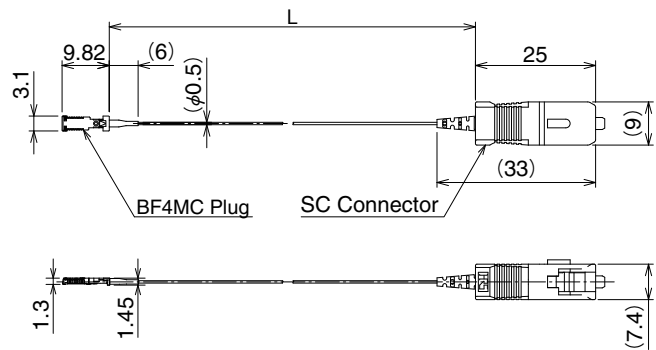 L
9.82
(6)
(φ0.5)
25
3.1
(9)
(33)
BF4MC Plug
SC Connector
1.3
1.45
(7.4)